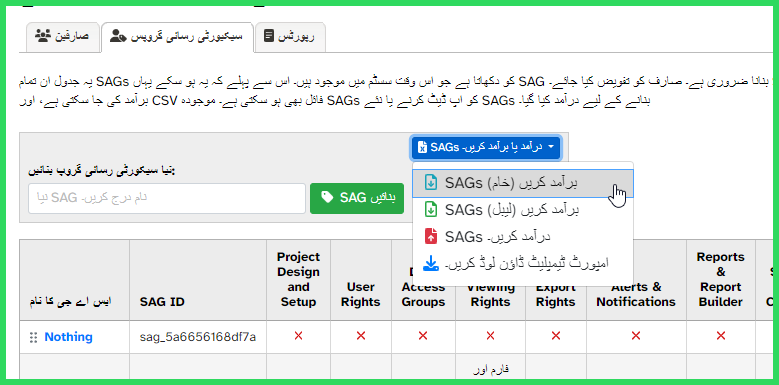 صارفین
سیکیورٹی رسائی گروپس
رپورٹس
یہ جدول ان تمام SAGs کو دکھاتا ہے جو اس وقت سسٹم میں موجود ہیں۔ اس سے پہلے کہ یہ ہو سکے یہاں SAG بنانا ضروری ہے۔ صارف کو تفویض کیا جائے۔
برآمد کی جا سکتی ہے، اور CSV فائل بھی ہو سکتی ہے۔ موجودہ SAGs کو اپ ڈیٹ کرنے یا نئے SAGs بنانے کے لیے درآمد کیا گیا۔
SAGs درآمد یا برآمد کریں۔
نیا سیکورٹی رسائی گروپ بنائیں:
نیا SAG نام درج کریں۔
SAG بنائیں
SAGs (خام) برآمد کریں
SAGs (لیبل) برآمد کریں
SAGs درآمد کریں۔
امپورٹ ٹیمپلیٹ ڈاؤن لوڈ کریں۔
ایس اے جی کا نام
SAG ID
Project Design and Setup
User Rights
Access Groups
Viewing Rights
Export Rights
Alerts & Notifications
Reports & Report Builder
Nothing
sag_5a6656168df7a
فارم اور